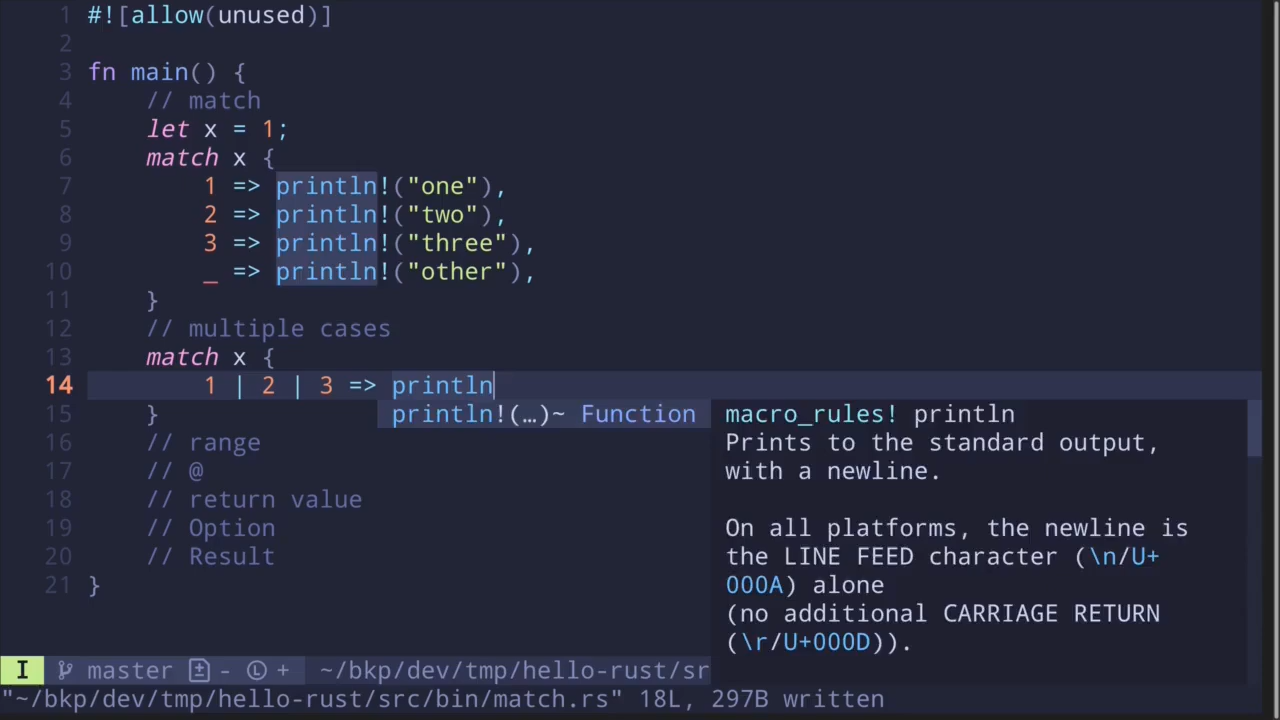 1 #![allow(unused)]
2
3 fn main() {
4     // match
5     let x = 1;
6     match x {
7         1 => println!("one"),
8         2 => println!("two"),
9         3 => println!("three"),
10         _ => println!("other"),
11     }
12     // multiple cases
13     match x {
14         1 | 2 | 3 => println
15     }
println!(…)~ Function
16     // range
17     // @
18     // return value
19     // Option
20     // Result
21 }
macro_rules! println
Prints to the standard output,
with a newline.
On all platforms, the newline is
the LINE FEED character (\n/U+
000A) alone
(no additional CARRIAGE RETURN
(\r/U+000D)).
I master - Ⓛ + ~/bkp/dev/tmp/hello-rust/sr
"~/bkp/dev/tmp/hello-rust/src/bin/match.rs" 18L, 297B written